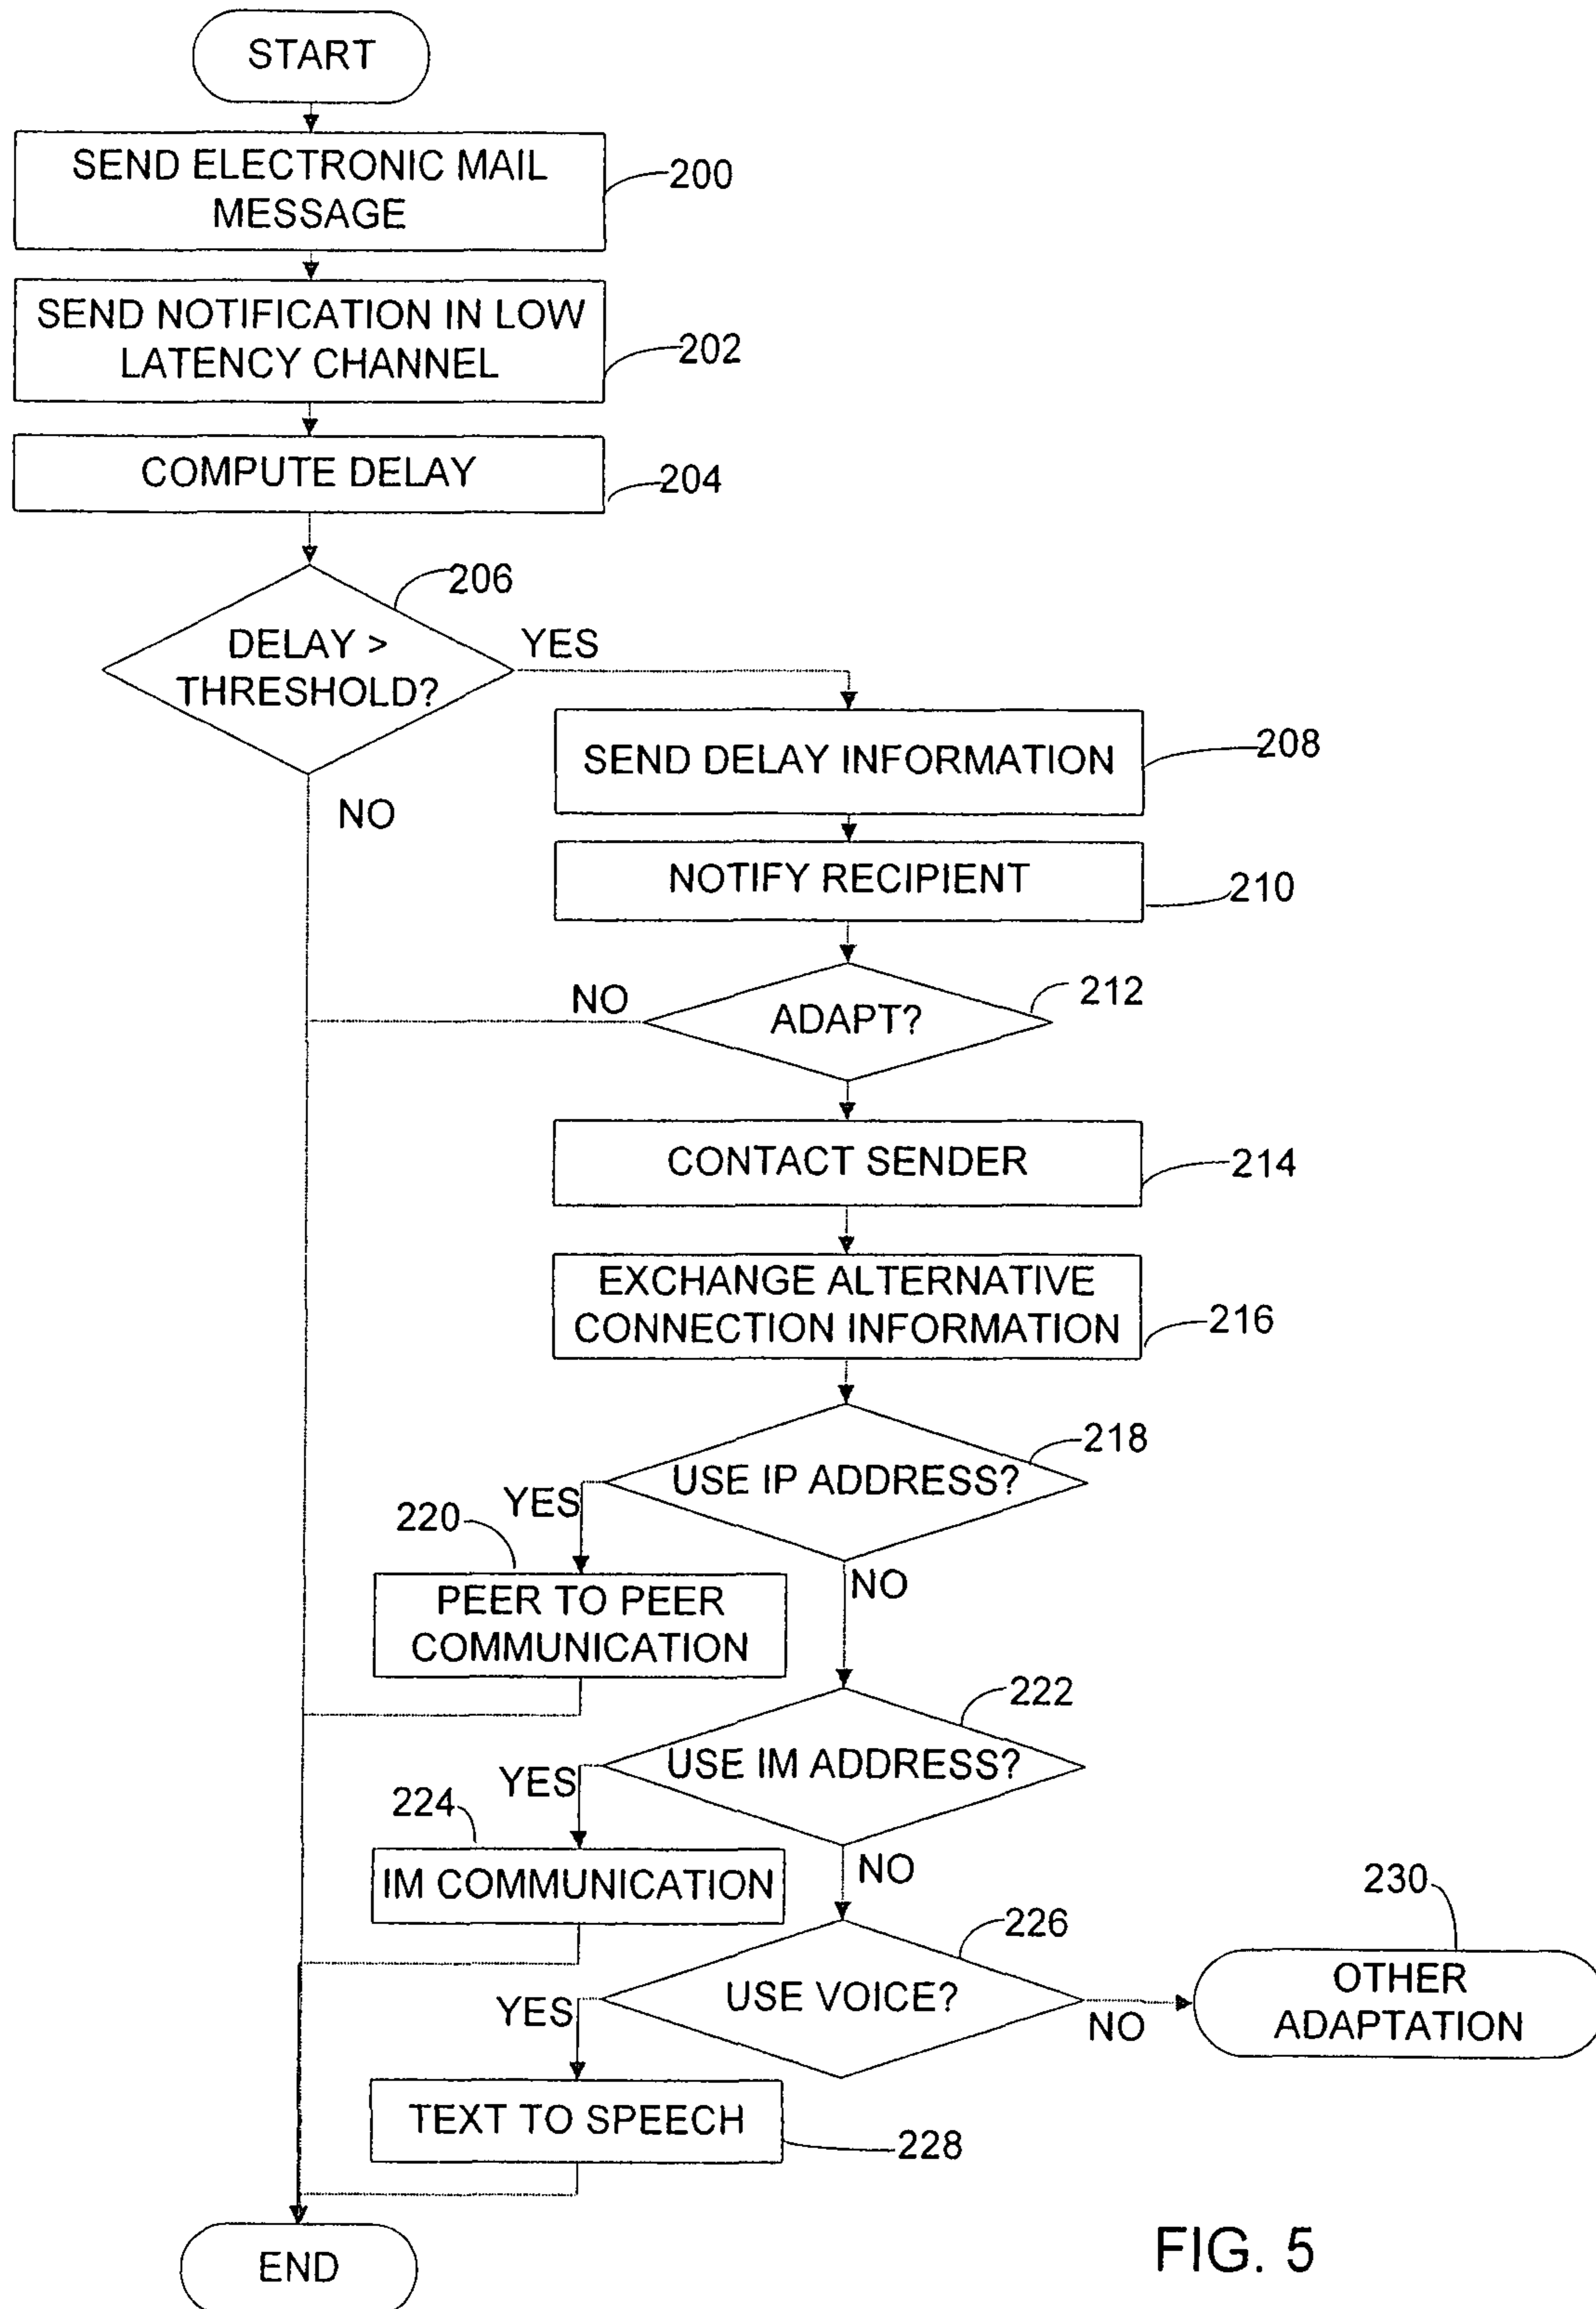 START
SEND ELECTRONIC MAIL
MESSAGE
200
SEND NOTIFICATION IN LOW
LATENCY CHANNEL
202
COMPUTE DELAY
204
206
DELAY >
THRESHOLD?
YES
NO
SEND DELAY INFORMATION
208
NOTIFY RECIPIENT
210
ADAPT?
212
NO
CONTACT SENDER
214
EXCHANGE ALTERNATIVE
CONNECTION INFORMATION
216
USE IP ADDRESS?
218
YES
NO
220
PEER TO PEER
COMMUNICATION
222
USE IM ADDRESS?
YES
NO
224
IM COMMUNICATION
226
USE VOICE?
YES
NO
230
OTHER
ADAPTATION
TEXT TO SPEECH
228
END
FIG. 5